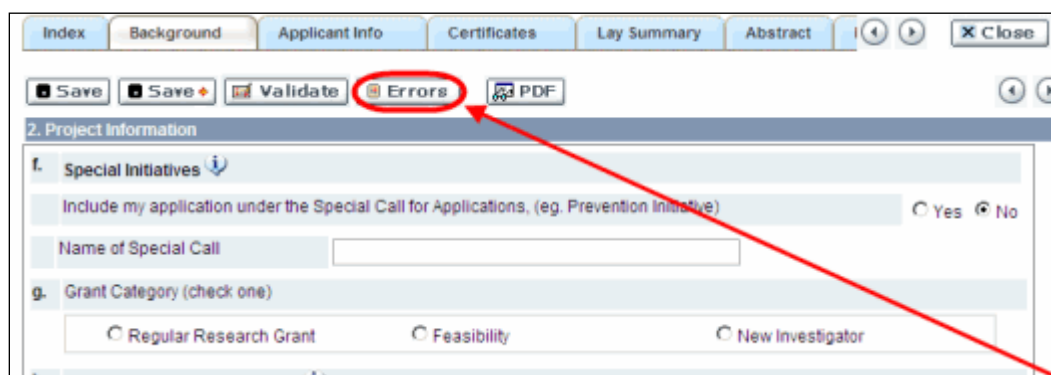 Index Background Applicant Info Certificates Lay Summary Abstract Close
Save Save Validate Errors PDF
2. Project Information
f. Special Initiatives
Include my application under the Special Call for Applications, (eg. Prevention Initiative) Yes No
Name of Special Call
g. Grant Category (check one)
Regular Research Grant Feasibility New Investigator